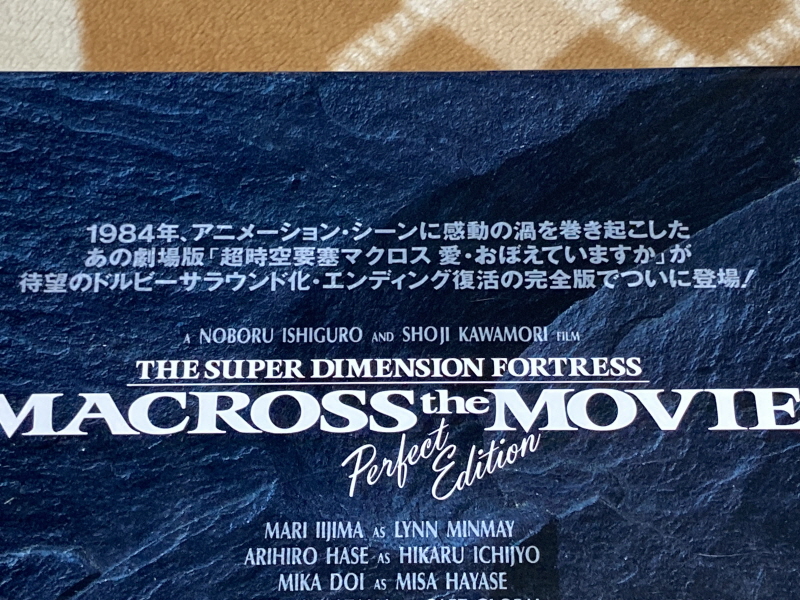 1984年、アニメーション・シーンに感動の渦を巻き起こした
あの劇場版「超時空要塞マクロス 愛・おぼえていますか」が
待望のドルビーサラウンド化・エンディング復活の完全版でついに登場!
A NOBORU ISHIGURO AND SHOJI KAWAMORI FILM
THE SUPER DIMENSION FORTRESS
MACROSS the MOVIE
Perfect Edition
MARI IIJIMA AS LYNN MINMAY
ARIHIRO HASE AS HIKARU ICHIJYO
MIKA DOI AS MISA HAYASE